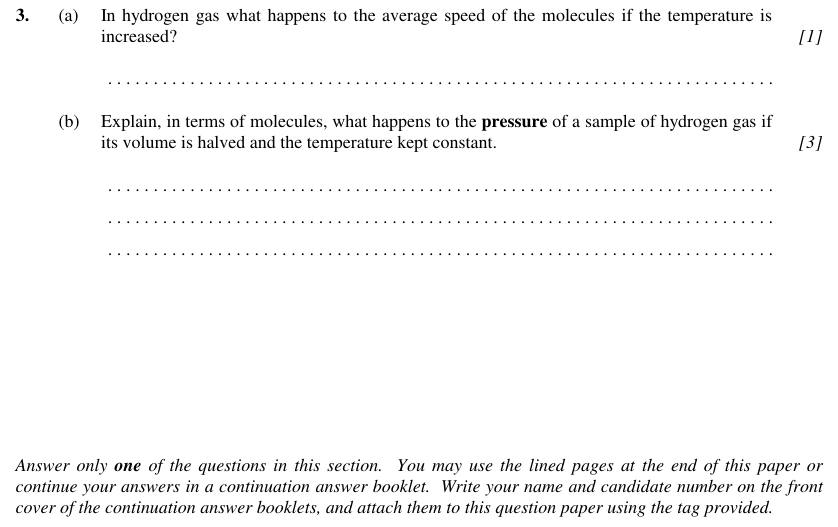 3. (a) In hydrogen gas what happens to the average speed of the molecules if the temperature is
increased? [1]
. . . . . . . . . . . . . . . . . . . . . . . . . . . . . . . . . . . . . . . . . . . . . . . . . . . . . . . . . . . . . . . . . . . . . . . . . .
(b) Explain, in terms of molecules, what happens to the pressure of a sample of hydrogen gas if
its volume is halved and the temperature kept constant. [3]
. . . . . . . . . . . . . . . . . . . . . . . . . . . . . . . . . . . . . . . . . . . . . . . . . . . . . . . . . . . . . . . . . . . . . . . . . .
. . . . . . . . . . . . . . . . . . . . . . . . . . . . . . . . . . . . . . . . . . . . . . . . . . . . . . . . . . . . . . . . . . . . . . . . . .
. . . . . . . . . . . . . . . . . . . . . . . . . . . . . . . . . . . . . . . . . . . . . . . . . . . . . . . . . . . . . . . . . . . . . . . . . .
Answer only one of the questions in this section. You may use the lined pages at the end of this paper or
continue your answers in a continuation answer booklet. Write your name and candidate number on the front
cover of the continuation answer booklets, and attach them to this question paper using the tag provided.